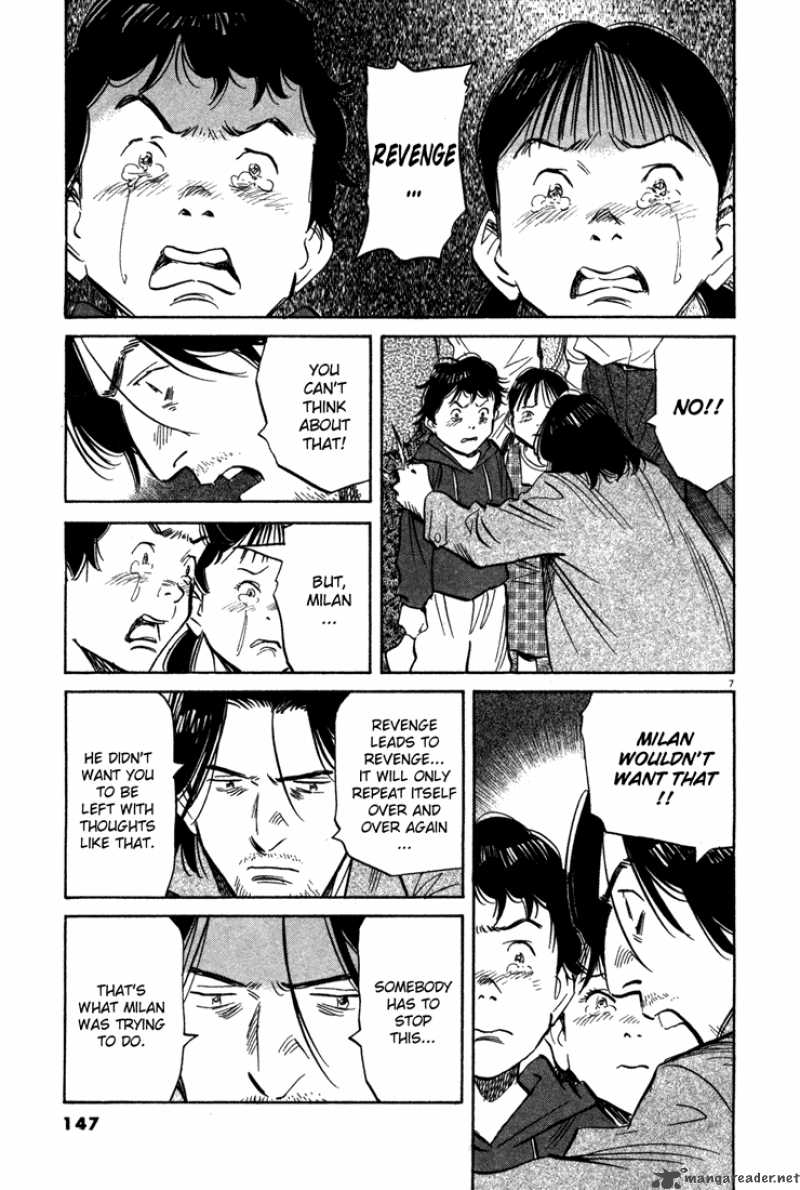 REVENGE
...
NO!!
YOU
CAN'T
THINK
ABOUT
THAT!
BUT,
MILAN
...
7
MILAN
WOULDN'T
WANT THAT
!!
REVENGE
LEADS TO
REVENGE...
IT WILL ONLY
REPEAT ITSELF
OVER AND
OVER AGAIN
...
HE DIDN'T
WANT YOU
TO BE
LEFT WITH
THOUGHTS
LIKE THAT.
SOMEBODY
HAS TO
STOP
THIS...
THAT'S
WHAT MILAN
WAS TRYING
TO DO.
147
mangareader.net